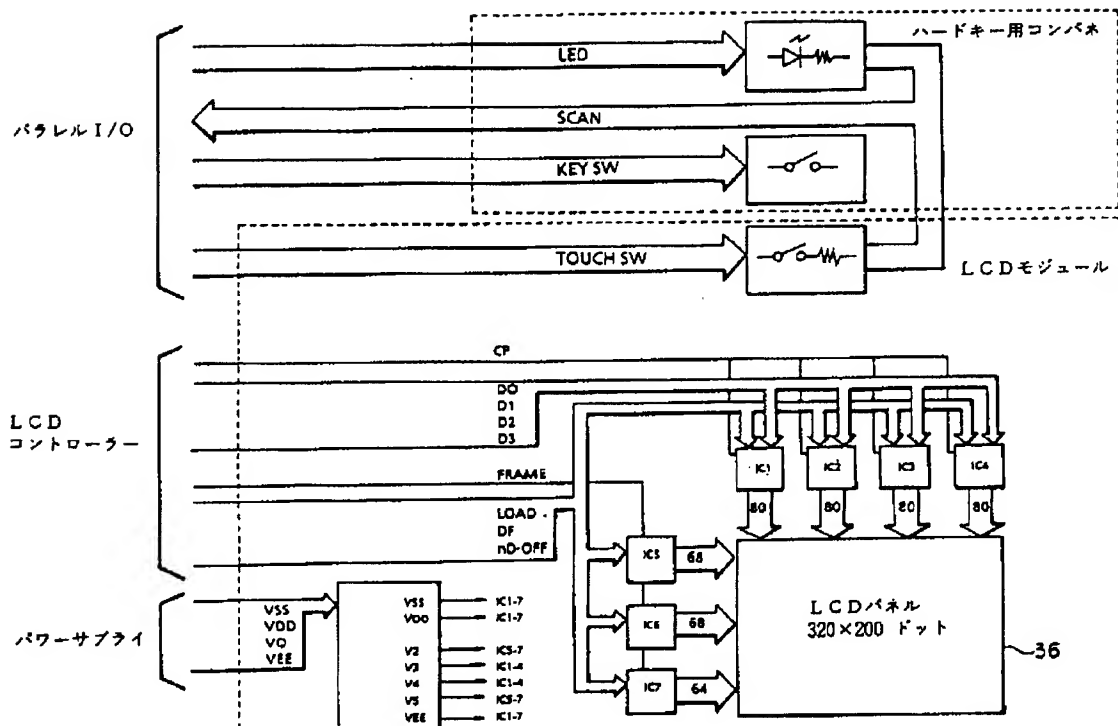 ハードキー用コンパネ
LED
パラレルI/O
SCAN
KEY SW
TOUCH SW
LCDモジュール
CP
LCD
コントローラー
D0
D1
D2
D3
IC1
IC2
IC3
IC4
FRAME
80
80
80
80
LOAD
DF
nD-OFF
IC5
68
LCDパネル
320×200 ドット
36
IC6
68
IC7
64
パワーサプライ
VSS
VDD
VO
VEE
VSS IC1-7
VDD IC1-7
V2 IC5-7
V3 IC1-4
V4 IC1-4
V5 IC5-7
VEE IC1-7